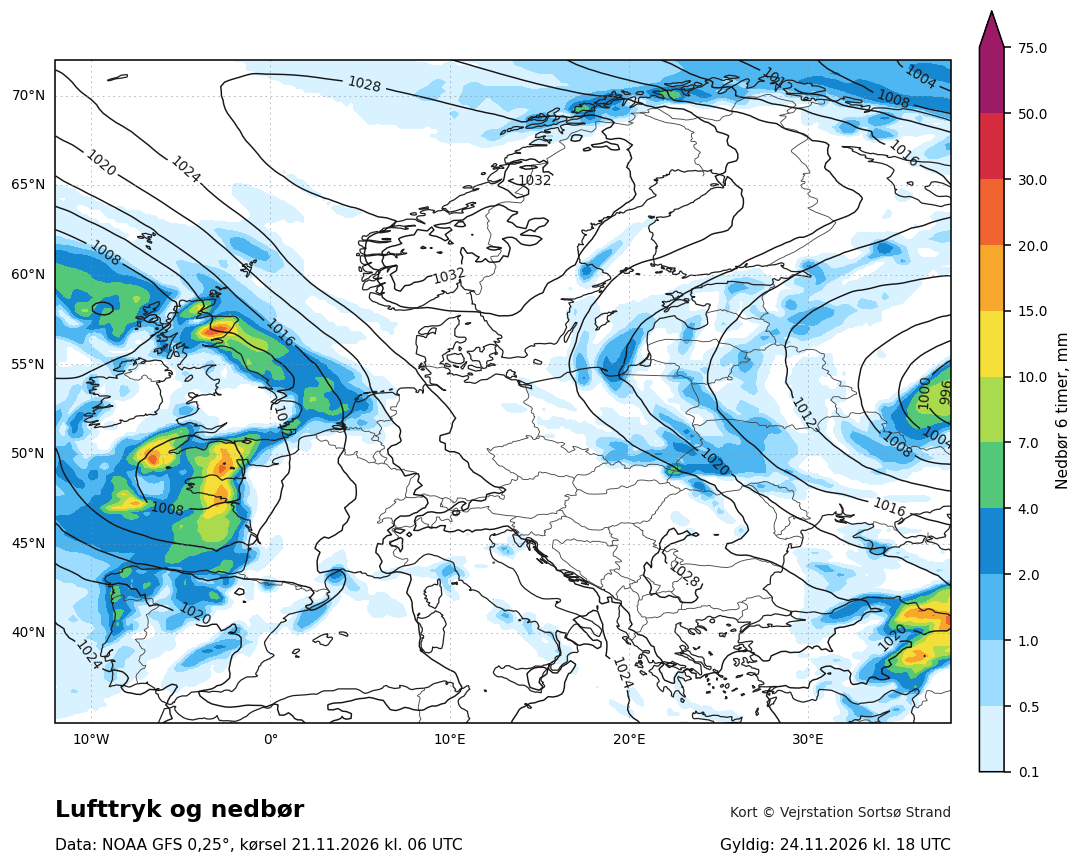 75.0
50.0
30.0
20.0
15.0
10.0
7.0
4.0
2.0
1.0
0.5
0.1
Nedbør 6 timer, mm
70°N
65°N
60°N
55°N
50°N
45°N
40°N
10°W
0°
10°E
20°E
30°E
1028
1004
1008
1016
1020
1024
1032
1008
1032
1016
1000
996
1012
1004
1008
1020
1008
1016
1028
1020
1020
1024
1024
Lufttryk og nedbør
Kort © Vejrstation Sortsø Strand
Data: NOAA GFS 0,25°, kørsel 21.11.2026 kl. 06 UTC
Gyldig: 24.11.2026 kl. 18 UTC